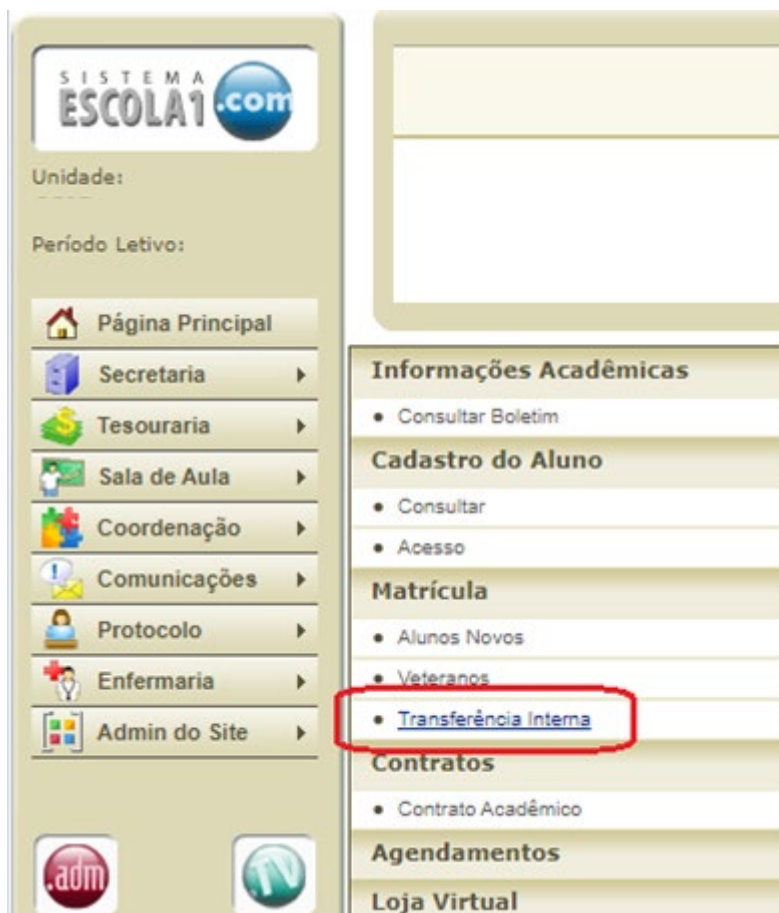 SISTEMA
ESCOLA1.com
Unidade:
Período Letivo:
Página Principal
Secretaria
Tesouraria
Sala de Aula
Coordenação
Comunicações
Protocolo
Enfermaria
Admin do Site
.adm
.TV
Informações Acadêmicas
Consultar Boletim
Cadastro do Aluno
Consultar
Acesso
Matrícula
Alunos Novos
Veteranos
Transferência Interna
Contratos
Contrato Acadêmico
Agendamentos
Loja Virtual